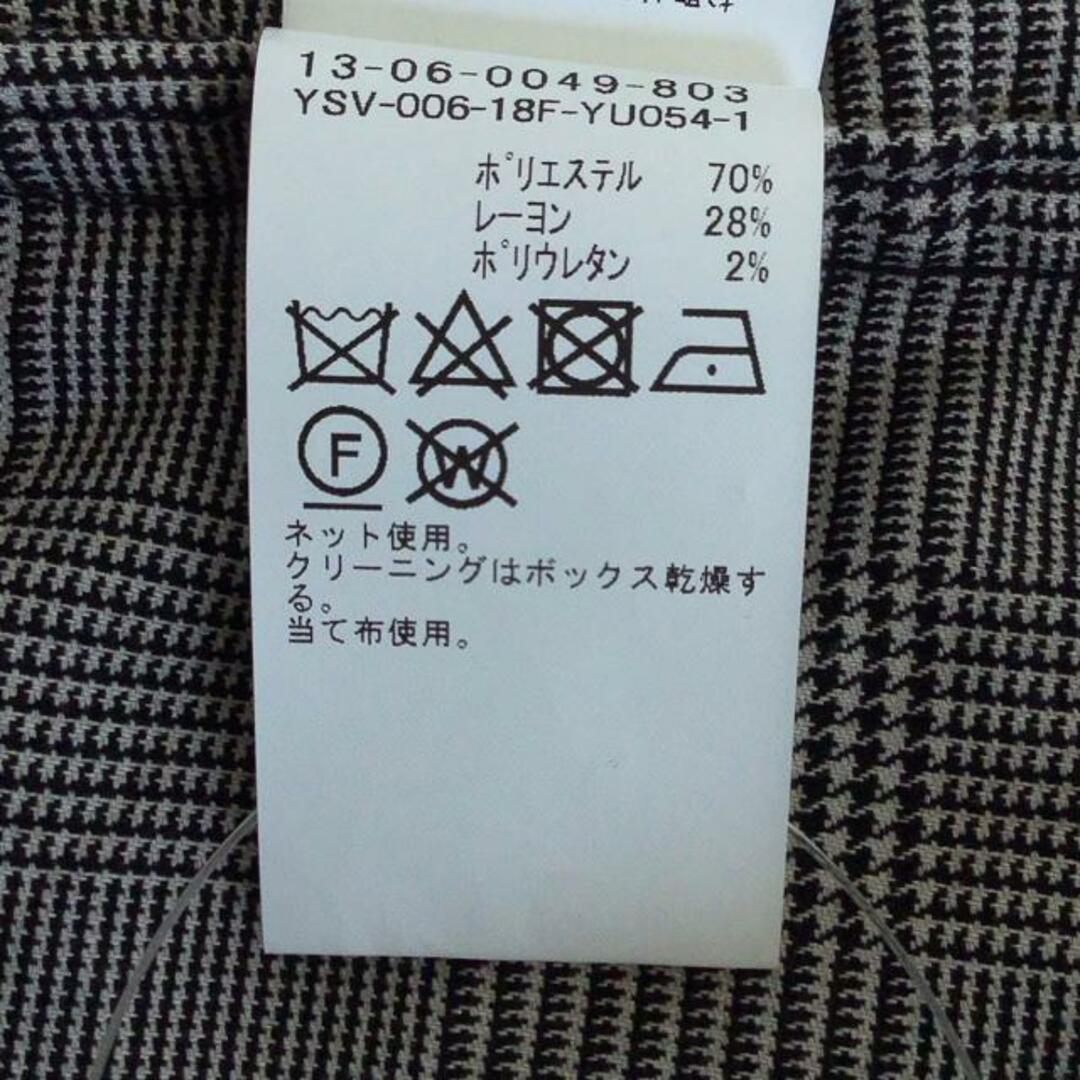 13-06-0049-803
YSV-006-18F-YU054-1
ポリエステル 70%
レーヨン 28%
ポリウレタン 2%
F W
ネット使用。
クリーニングはボックス乾燥す
る。
当て布使用。